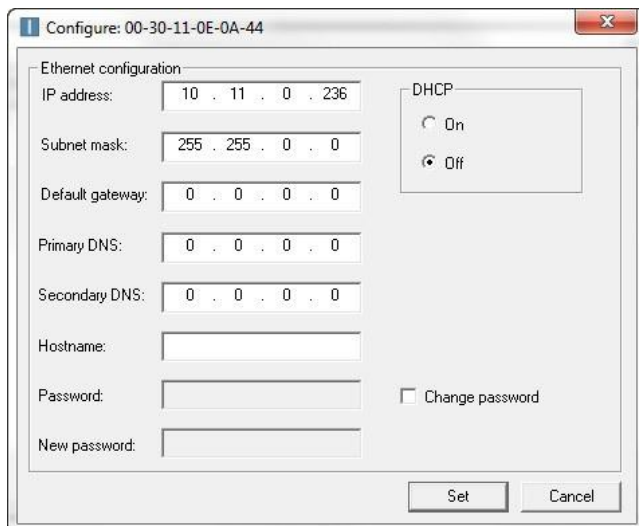 Configure: 00-30-11-0E-0A-44
Ethernet configuration
IP address: 10 . 11 . 0 . 236
DHCP
On
Subnet mask: 255 . 255 . 0 . 0
Off
Default gateway: 0 . 0 . 0 . 0
Primary DNS: 0 . 0 . 0 . 0
Secondary DNS: 0 . 0 . 0 . 0
Hostname:
Password:
Change password
New password:
Set
Cancel